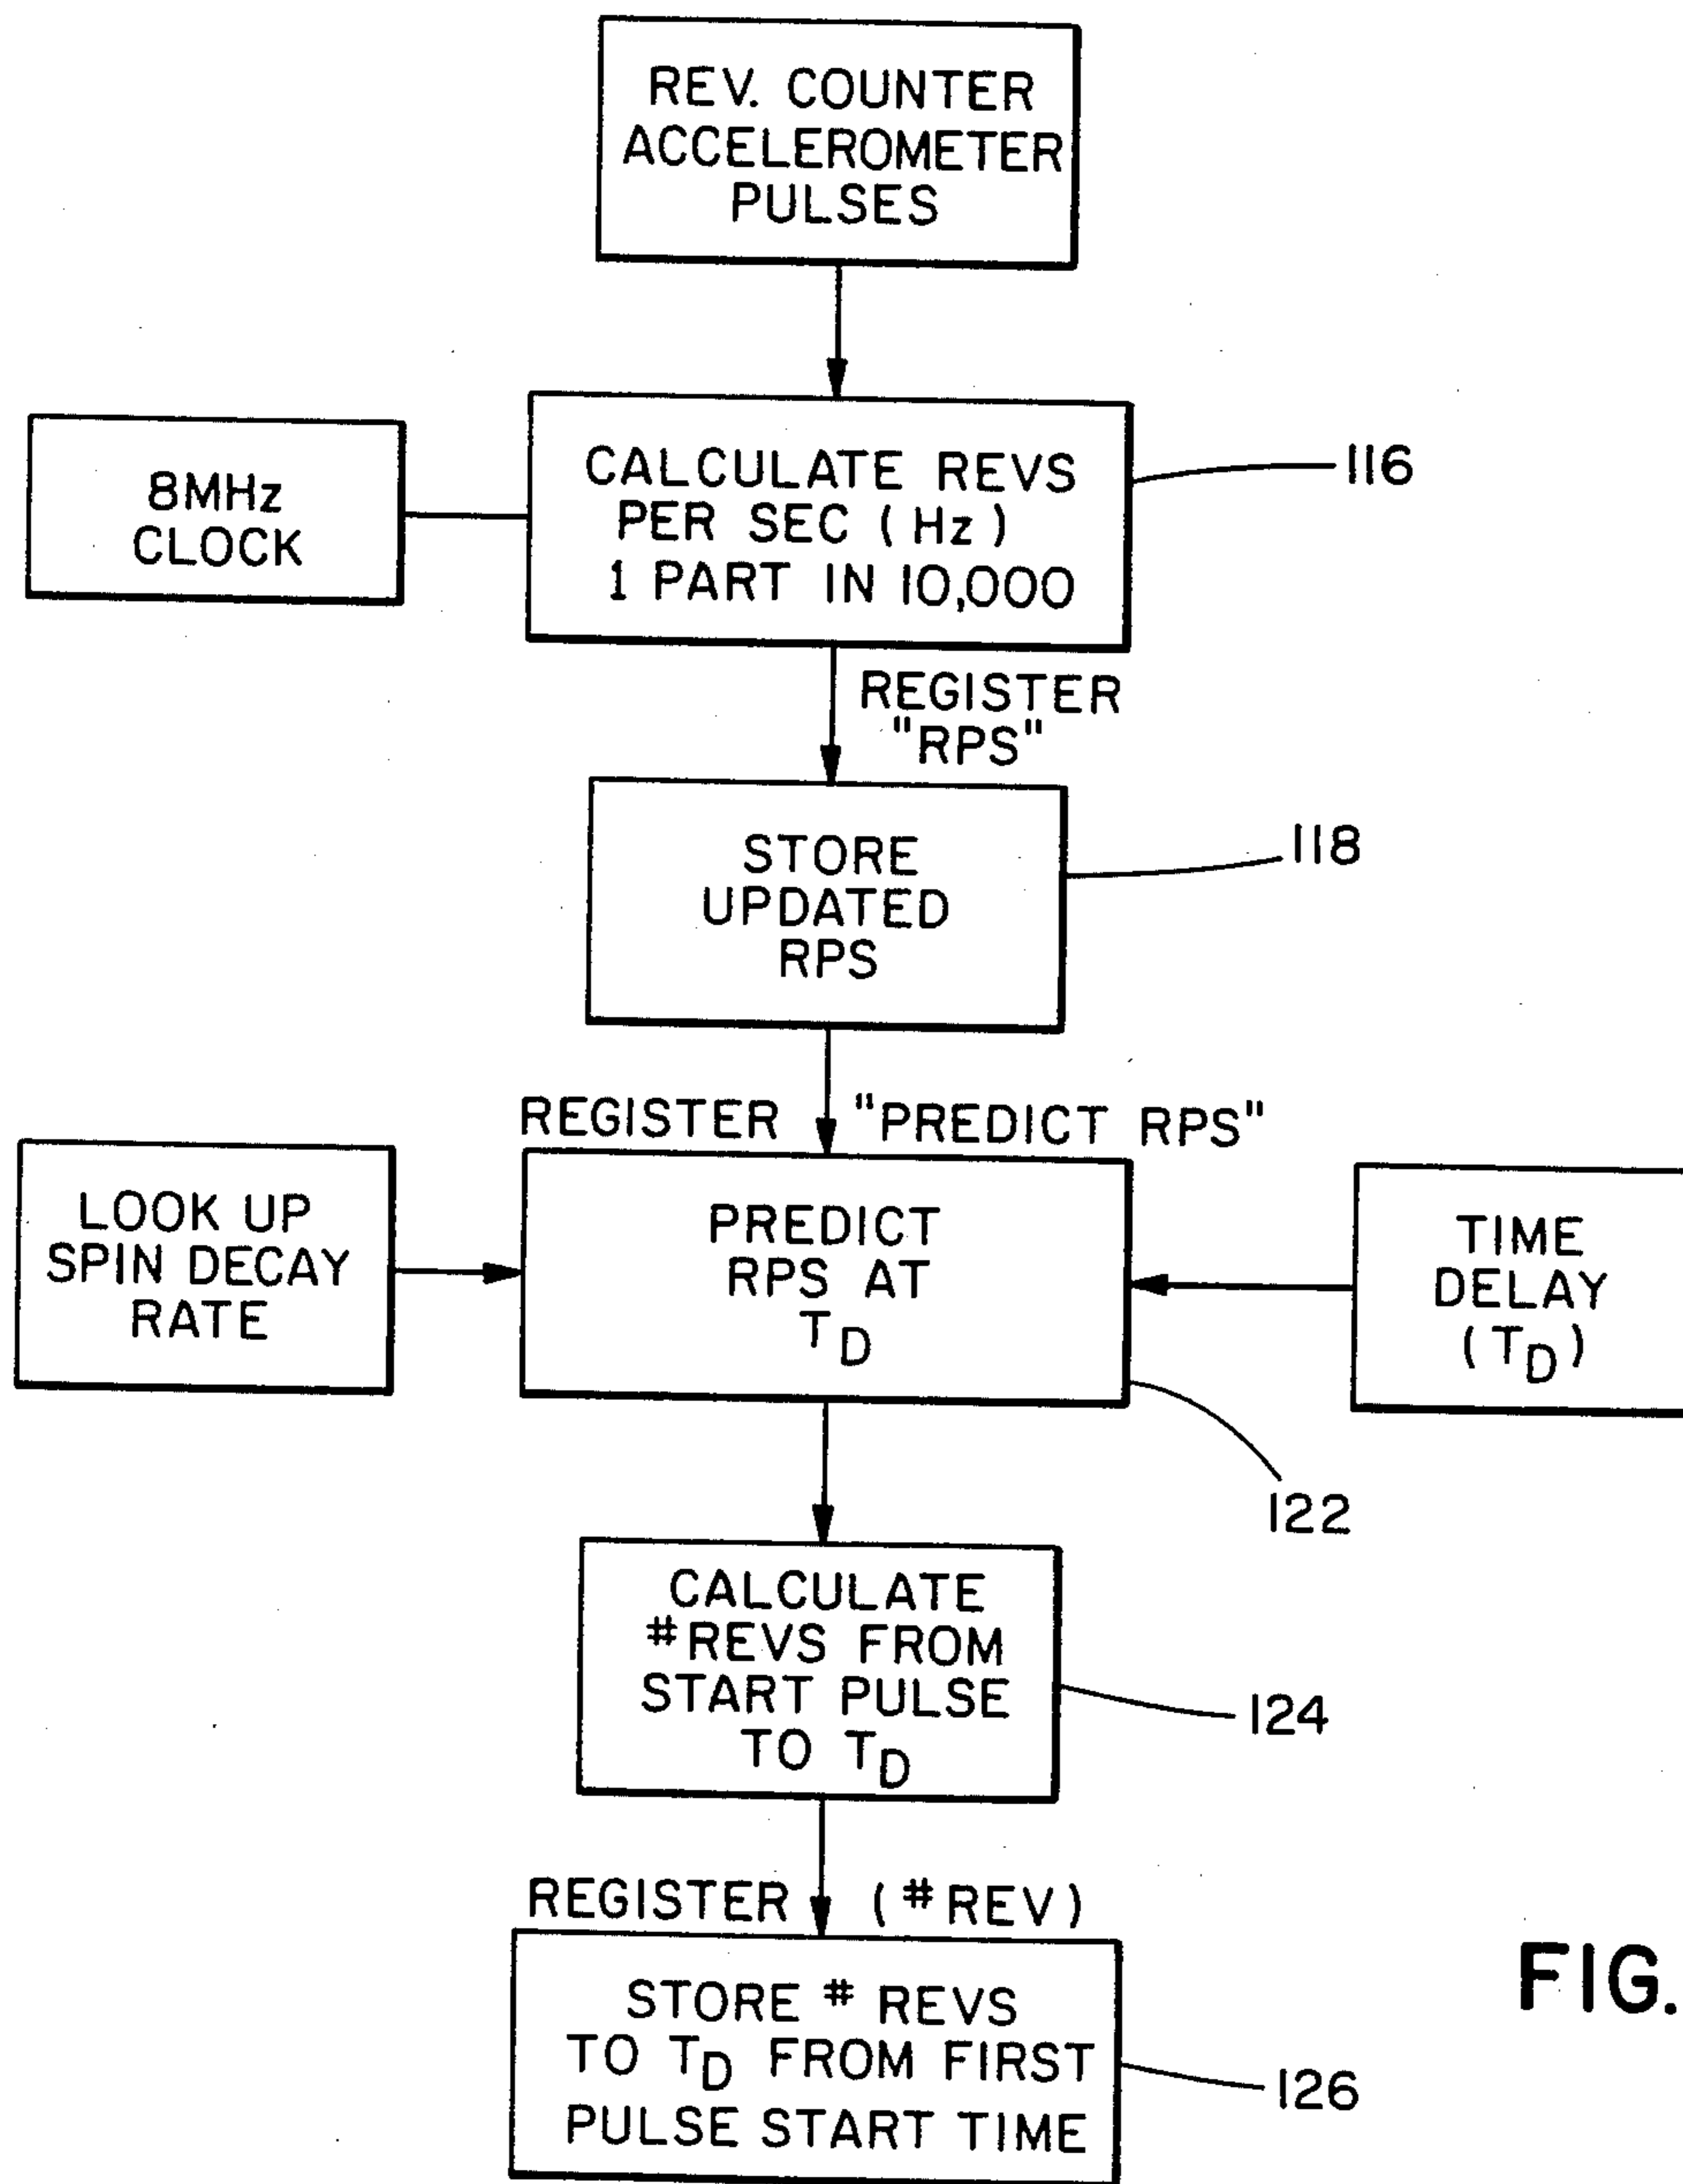 REV. COUNTER
ACCELEROMETER
PULSES
8MHz
CLOCK
CALCULATE REVS
PER SEC (Hz)
1 PART IN 10,000
116
REGISTER
"RPS"
STORE
UPDATED
RPS
118
REGISTER "PREDICT RPS"
LOOK UP
SPIN DECAY
RATE
PREDICT
RPS AT
TD
TIME
DELAY
(TD)
122
CALCULATE
#REVS FROM
START PULSE
TO TD
124
REGISTER (#REV)
STORE # REVS
TO TD FROM FIRST
PULSE START TIME
126
FIG.